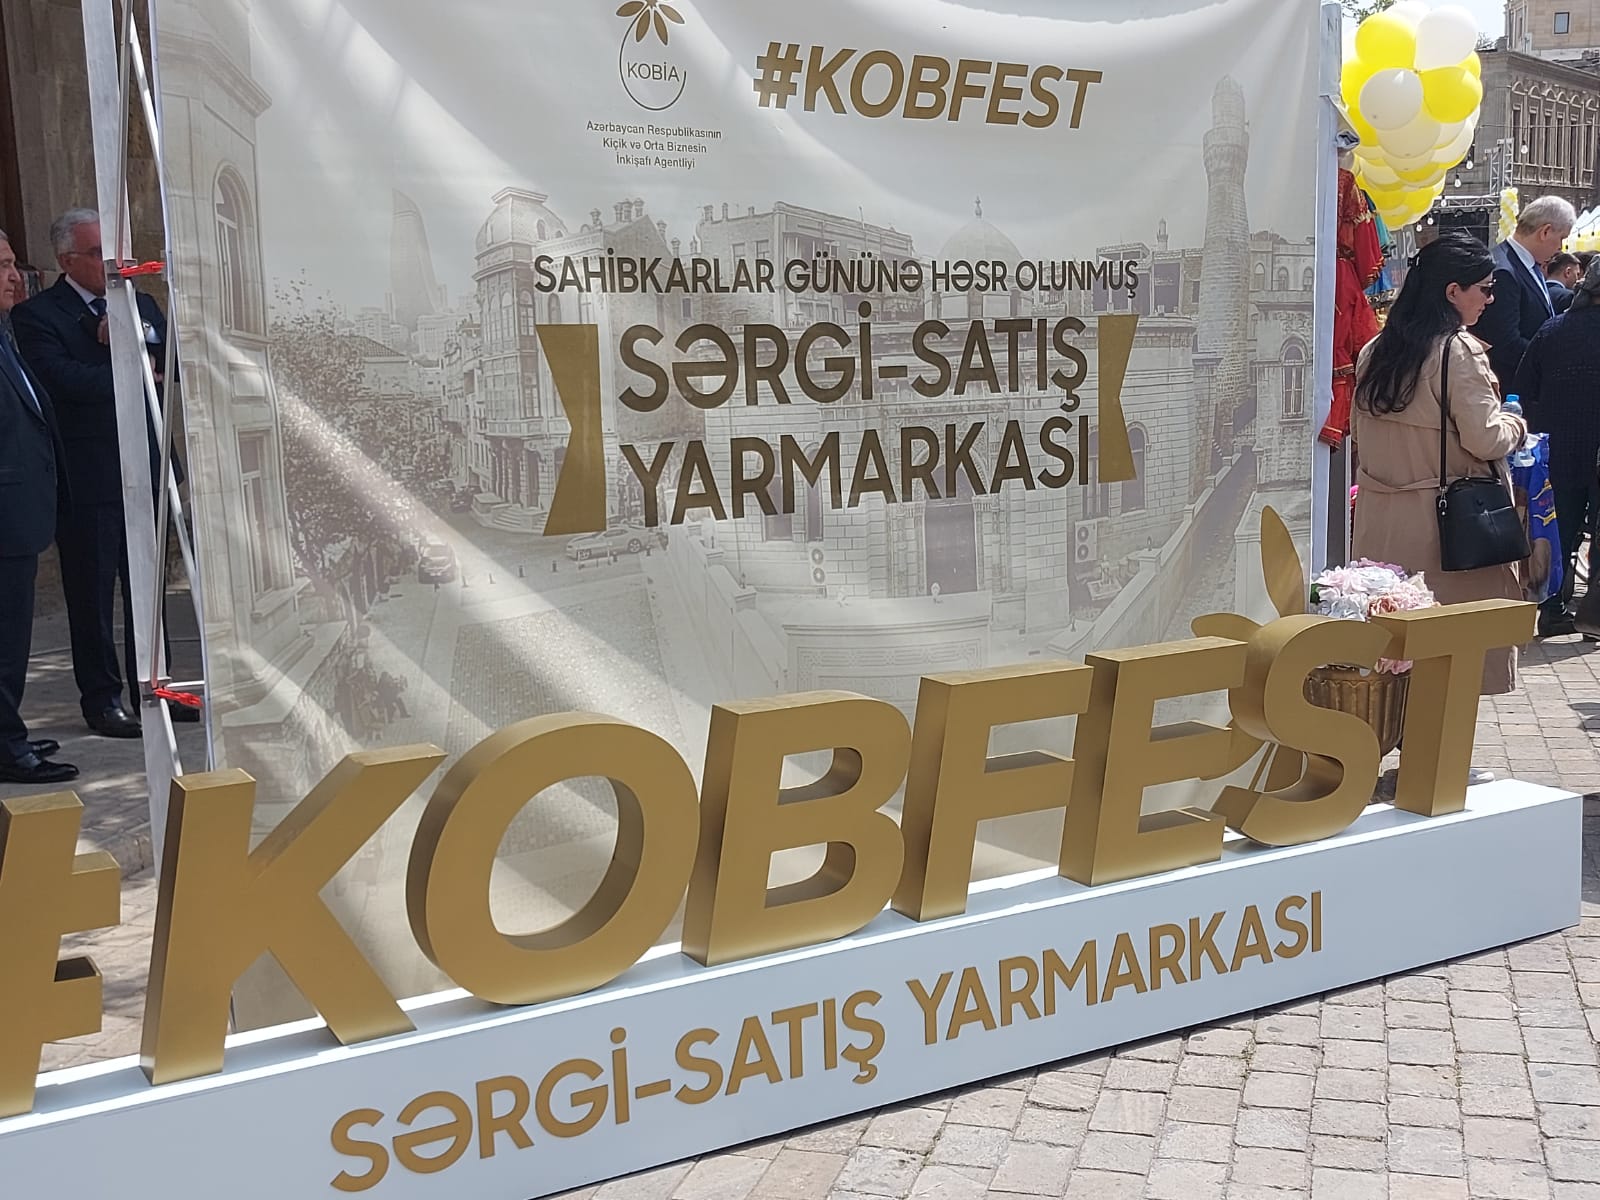 KOBİA
#KOBFEST
Azərbaycan Respublikasının
Kiçik və Orta Biznesin
İnkişafı Agentliyi
SAHİBKARLAR GÜNÜNƏ HƏSR OLUNMUŞ
SƏRGİ-SATIŞ
YARMARKASI
#KOBFEST
SƏRGİ-SATIŞ YARMARKASI